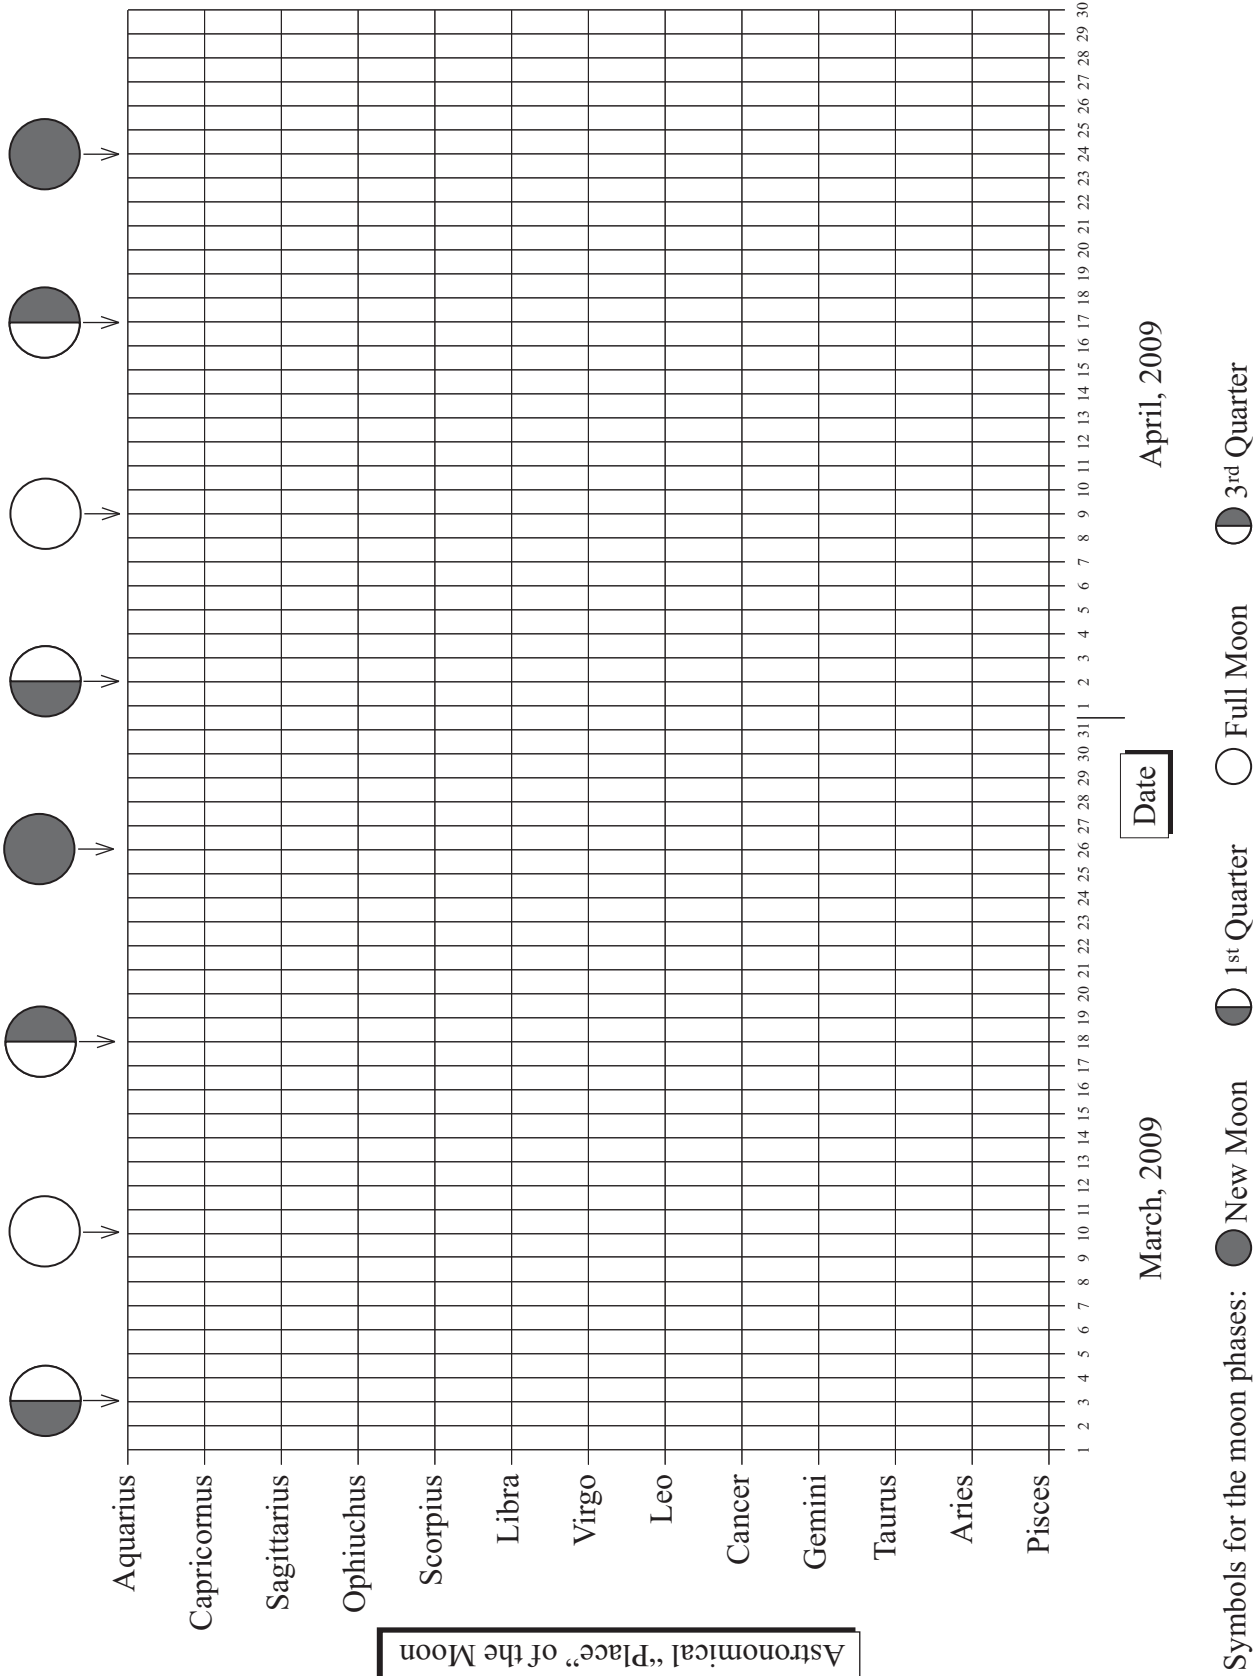 Astronomical “Place” of the Moon
Aquarius
Capricornus
Sagittarius
Ophiuchus
Scorpius
Libra
Virgo
Leo
Cancer
Gemini
Taurus
Aries
Pisces
1 2 3 4 5 6 7 8 9 10 11 12 13 14 15 16 17 18 19 20 21 22 23 24 25 26 27 28 29 30 31 1 2 3 4 5 6 7 8 9 10 11 12 13 14 15 16 17 18 19 20 21 22 23 24 25 26 27 28 29 30
March, 2009 Date April, 2009
Symbols for the moon phases: New Moon 1st Quarter Full Moon 3rd Quarter